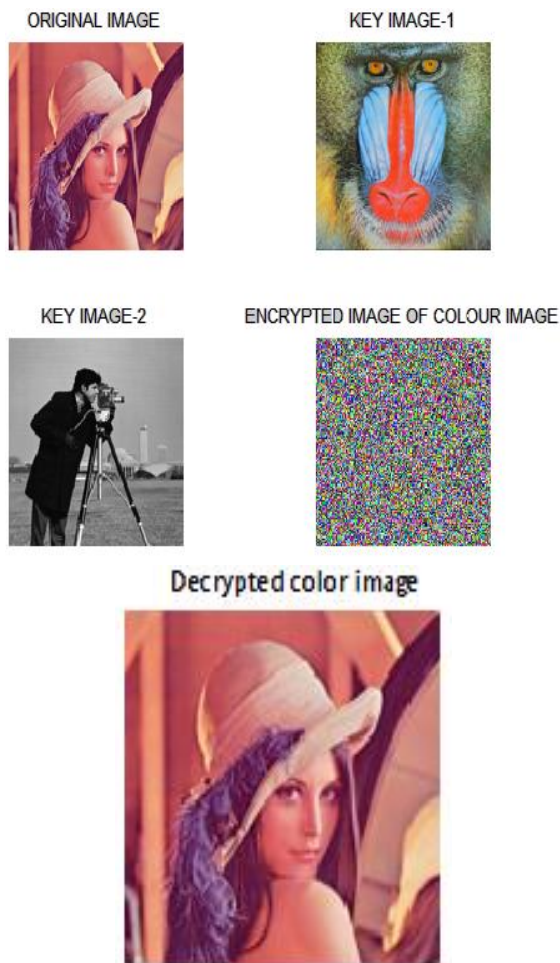 ORIGINAL IMAGE
KEY IMAGE-1
KEY IMAGE-2
ENCRYPTED IMAGE OF COLOUR IMAGE
Decrypted color image